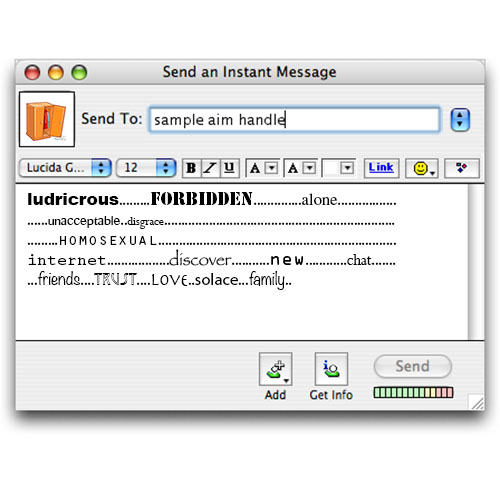 Send an Instant Message
Send To: sample aim handle
Lucida G... 12 B I U A A Link
ludricrous.........FORBIDDEN..............alone.................
......unacceptable..disgrace.....................................................
.........HOMOSEXUAL.............................................................
internet...................discover............new............chat.......
...friends....TRUST....LOVE..solace...family..
Add Get Info Send